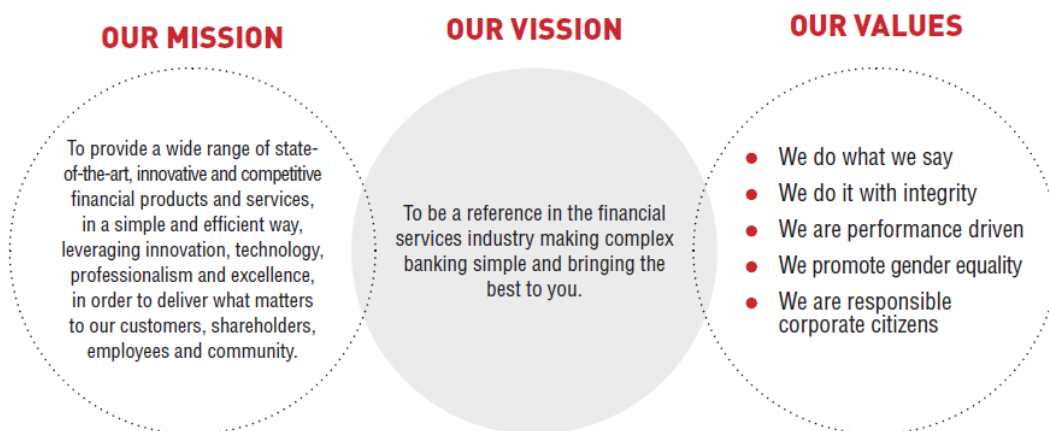 OUR MISSION
To provide a wide range of state-
of-the-art, innovative and competitive
financial products and services,
in a simple and efficient way,
leveraging innovation, technology,
professionalism and excellence,
in order to deliver what matters
to our customers, shareholders,
employees and community.
OUR VISSION
To be a reference in the financial
services industry making complex
banking simple and bringing the
best to you.
OUR VALUES
• We do what we say
• We do it with integrity
• We are performance driven
• We promote gender equality
• We are responsible
corporate citizens